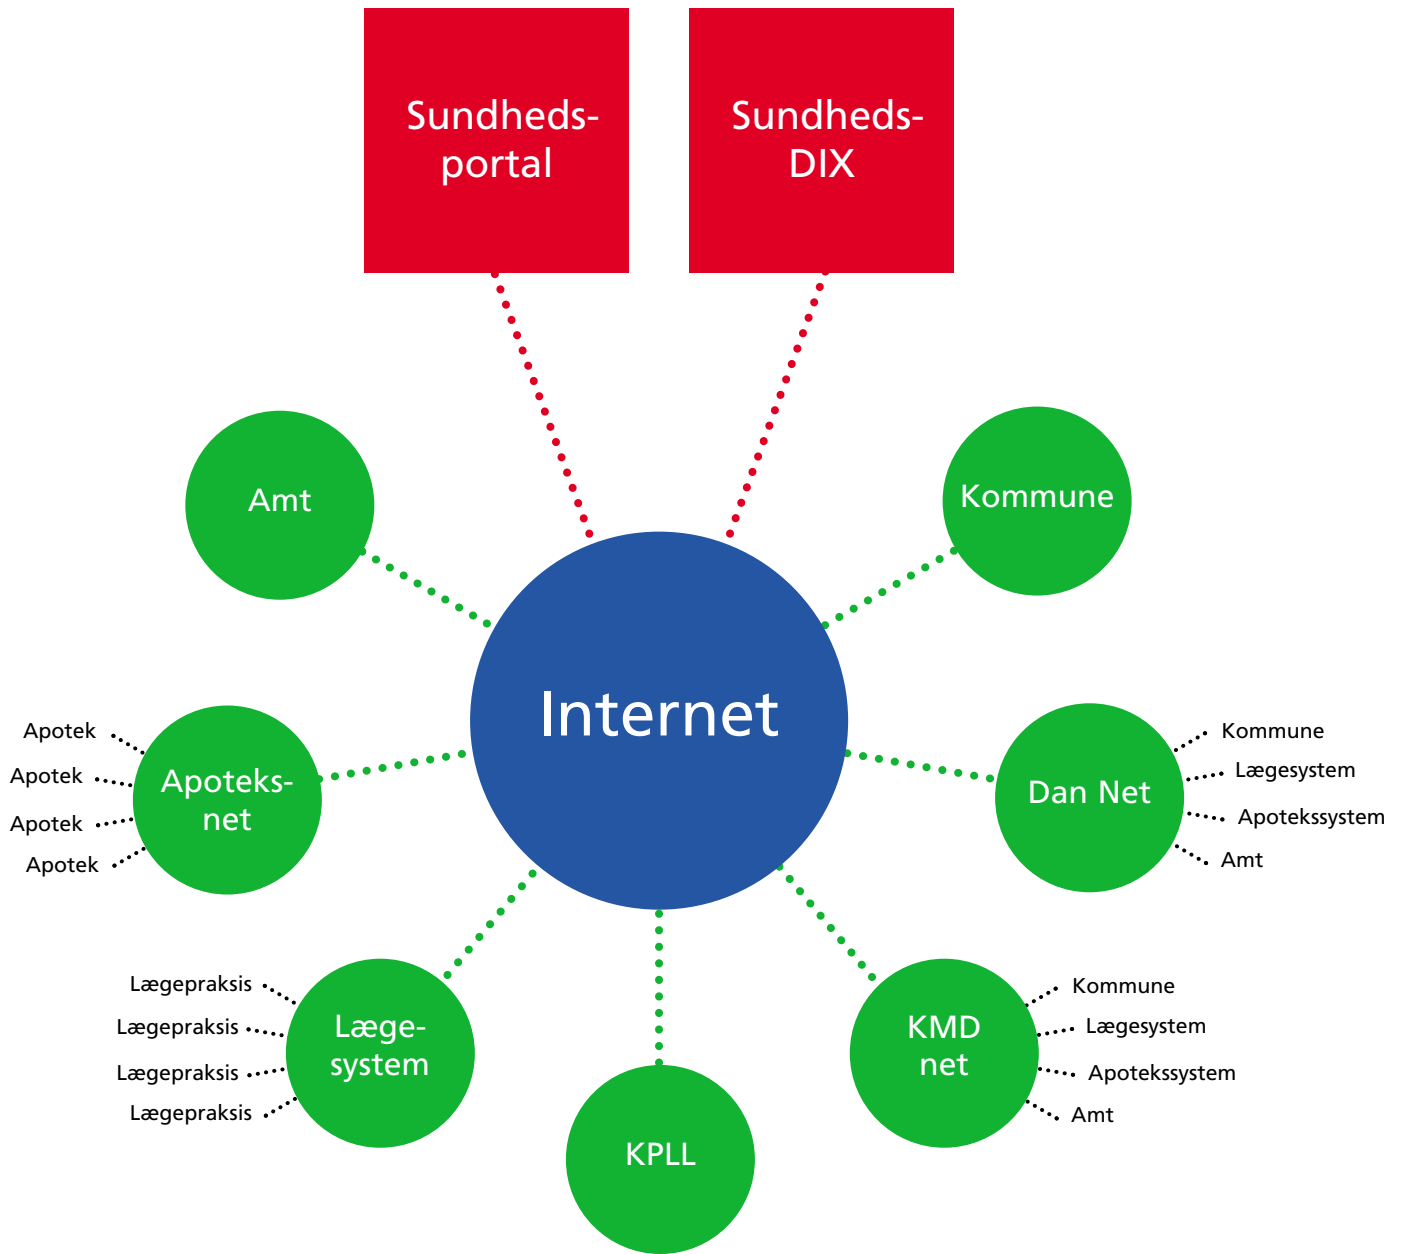 Sundheds-
portal
Sundheds-
DIX
Amt
Kommune
Internet
Apotek
Apotek
Apotek
Apotek
Apoteks-
net
Dan Net
Kommune
Lægesystem
Apotekssystem
Amt
Lægepraksis
Lægepraksis
Lægepraksis
Lægepraksis
Læge-
system
KPLL
KMD
net
Kommune
Lægesystem
Apotekssystem
Amt